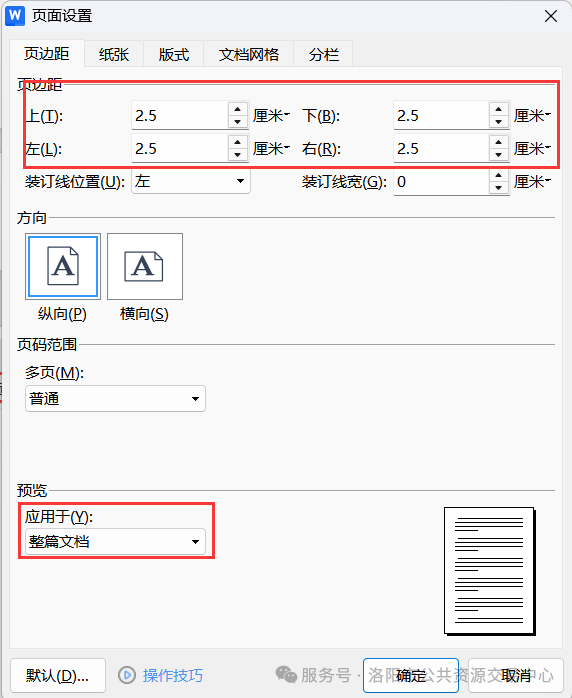 W 页面设置
页边距 纸张 版式 文档网格 分栏
页边距
上(T): 2.5 厘米 下(B): 2.5 厘米
左(L): 2.5 厘米 右(R): 2.5 厘米
装订线位置(U): 左 装订线宽(G): 0 厘米
方向
A A
纵向(P) 横向(S)
页码范围
多页(M):
普通
预览
应用于(Y):
整篇文档
默认(D)... 操作技巧 确定 取消
服务号 · 洛阳市公共资源交易中心